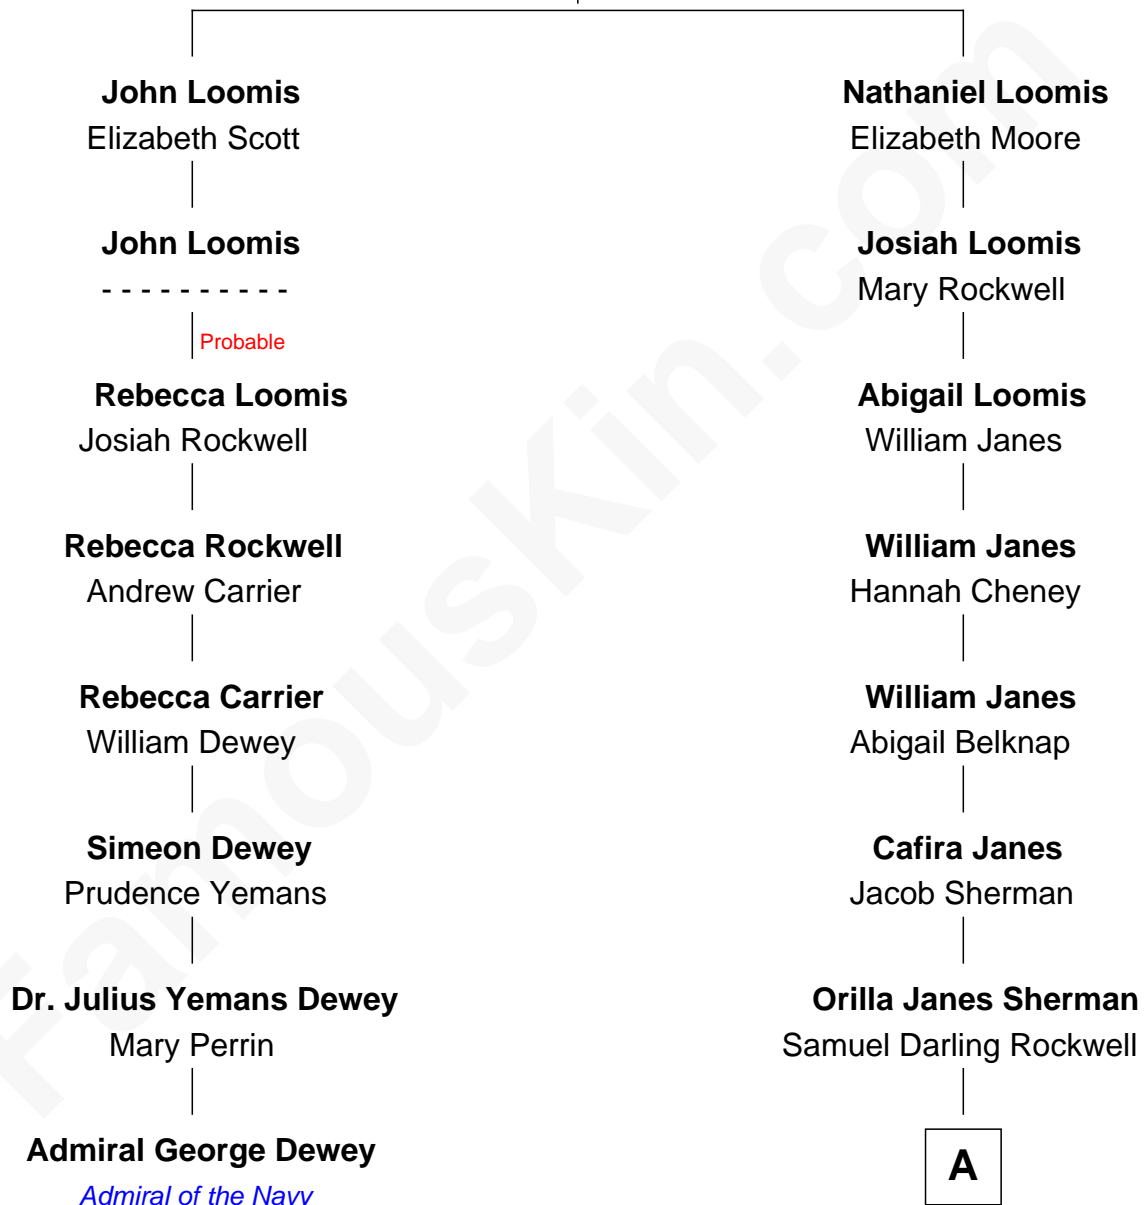 John Loomis
Elizabeth Scott
John Loomis
- - - - - - - - - -
Probable
Rebecca Loomis
Josiah Rockwell
Rebecca Rockwell
Andrew Carrier
Rebecca Carrier
William Dewey
Simeon Dewey
Prudence Yemans
Dr. Julius Yemans Dewey
Mary Perrin
Admiral George Dewey
Admiral of the Navy
Nathaniel Loomis
Elizabeth Moore
Josiah Loomis
Mary Rockwell
Abigail Loomis
William Janes
William Janes
Hannah Cheney
William Janes
Abigail Belknap
Cafira Janes
Jacob Sherman
Orilla Janes Sherman
Samuel Darling Rockwell
A
FamousKin.com